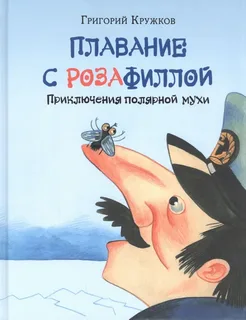 Григорий Кружков
ПЛАВАНИЕ
С РОЗАФИЛЛОЙ
Приключения полярной мухи